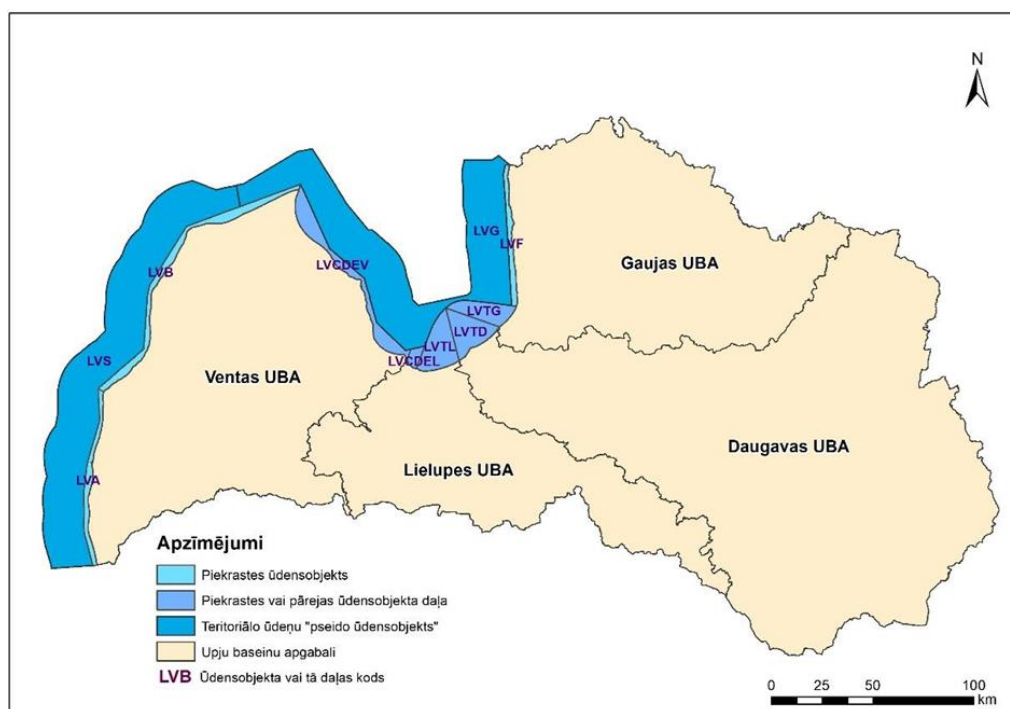 N
LVG
LVF
Gaujas UBA
LVB
LVCDEV
LVTG
LVTD
LVTL
LVCDEL
LVS
Ventas UBA
Daugavas UBA
Lielupes UBA
LVA
Apzīmējumi
Piekrastes ūdensobjekts
Piekrastes vai pārejas ūdensobjekta daļa
Teritoriālo ūdeņu "pseido ūdensobjekts"
Upju baseinu apgabali
LVB Ūdensobjekta vai tā daļas kods
0 25 50 100
km